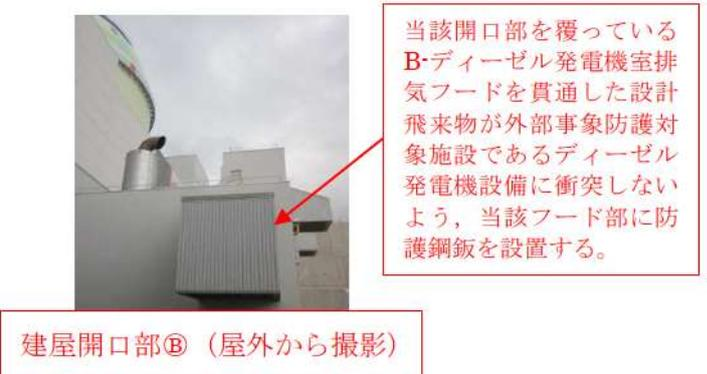 当該開口部を覆っている
B-ディーゼル発電機室排
気フードを貫通した設計
飛来物が外部事象防護対
象施設であるディーゼル
発電機設備に衝突しない
よう，当該フード部に防
護鋼鈑を設置する。
建屋開口部Ⓑ（屋外から撮影）